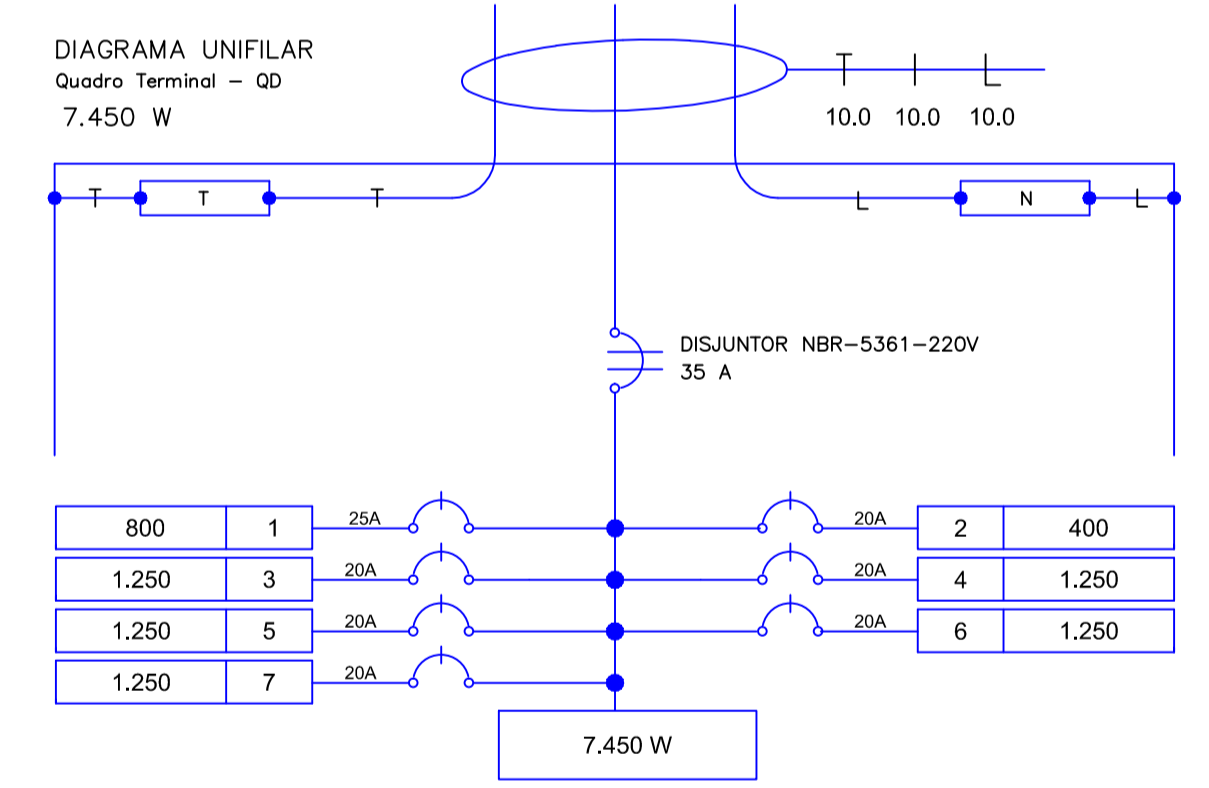 DIAGRAMA UNIFILAR
Quadro Terminal – QD
7.450 W
10.0 10.0 10.0
T T T L N L
DISJUNTOR NBR–5361–220V
35 A
800 1 25A 20A 2 400
1.250 3 20A 20A 4 1.250
1.250 5 20A 20A 6 1.250
1.250 7 20A
7.450 W